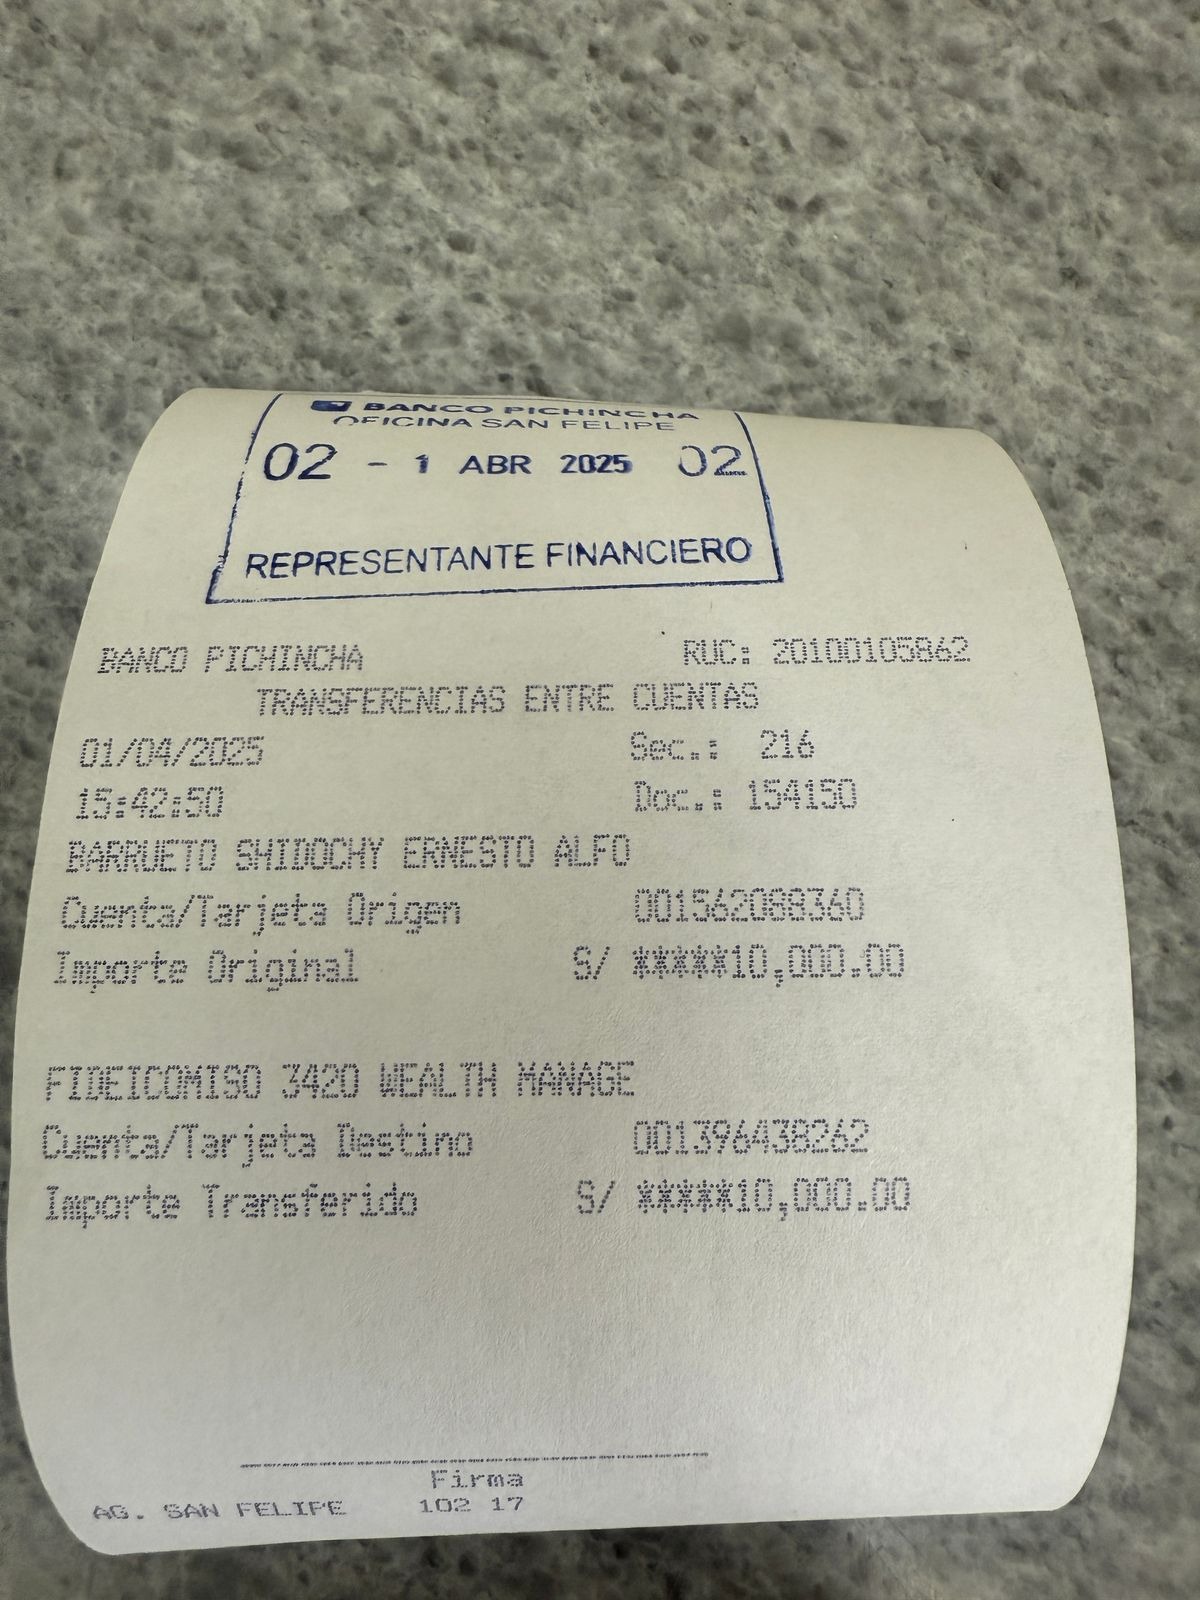 BANCO PICHINCHA
OFICINA SAN FELIPE
02 - 1 ABR 2025 02
REPRESENTANTE FINANCIERO
BANCO PICHINCHA RUC: 20100105862
TRANSFERENCIAS ENTRE CUENTAS
01/04/2025 Sec.: 216
15:42:50 Doc.: 154150
BARRUETO ERNESTO ALFO
Cuenta/Tarjeta Origen 001562088360
Importe Original S/ *****10,000.00
FIDEICOMISO 3420 WEALTH MANAGE
Cuenta/Tarjeta Destino 001396438262
Importe Transferido S/ *****10,000.00
Firma
AG. SAN FELIPE 102 17